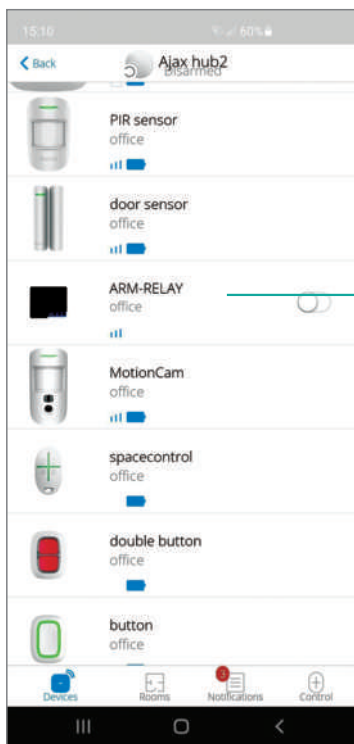 15:10 60%
Back
Ajax hub2
Disarmed
PIR sensor
office
door sensor
office
ARM-RELAY
office
MotionCam
office
spacecontrol
office
double button
office
button
office
3
Devices Rooms Notifications Control